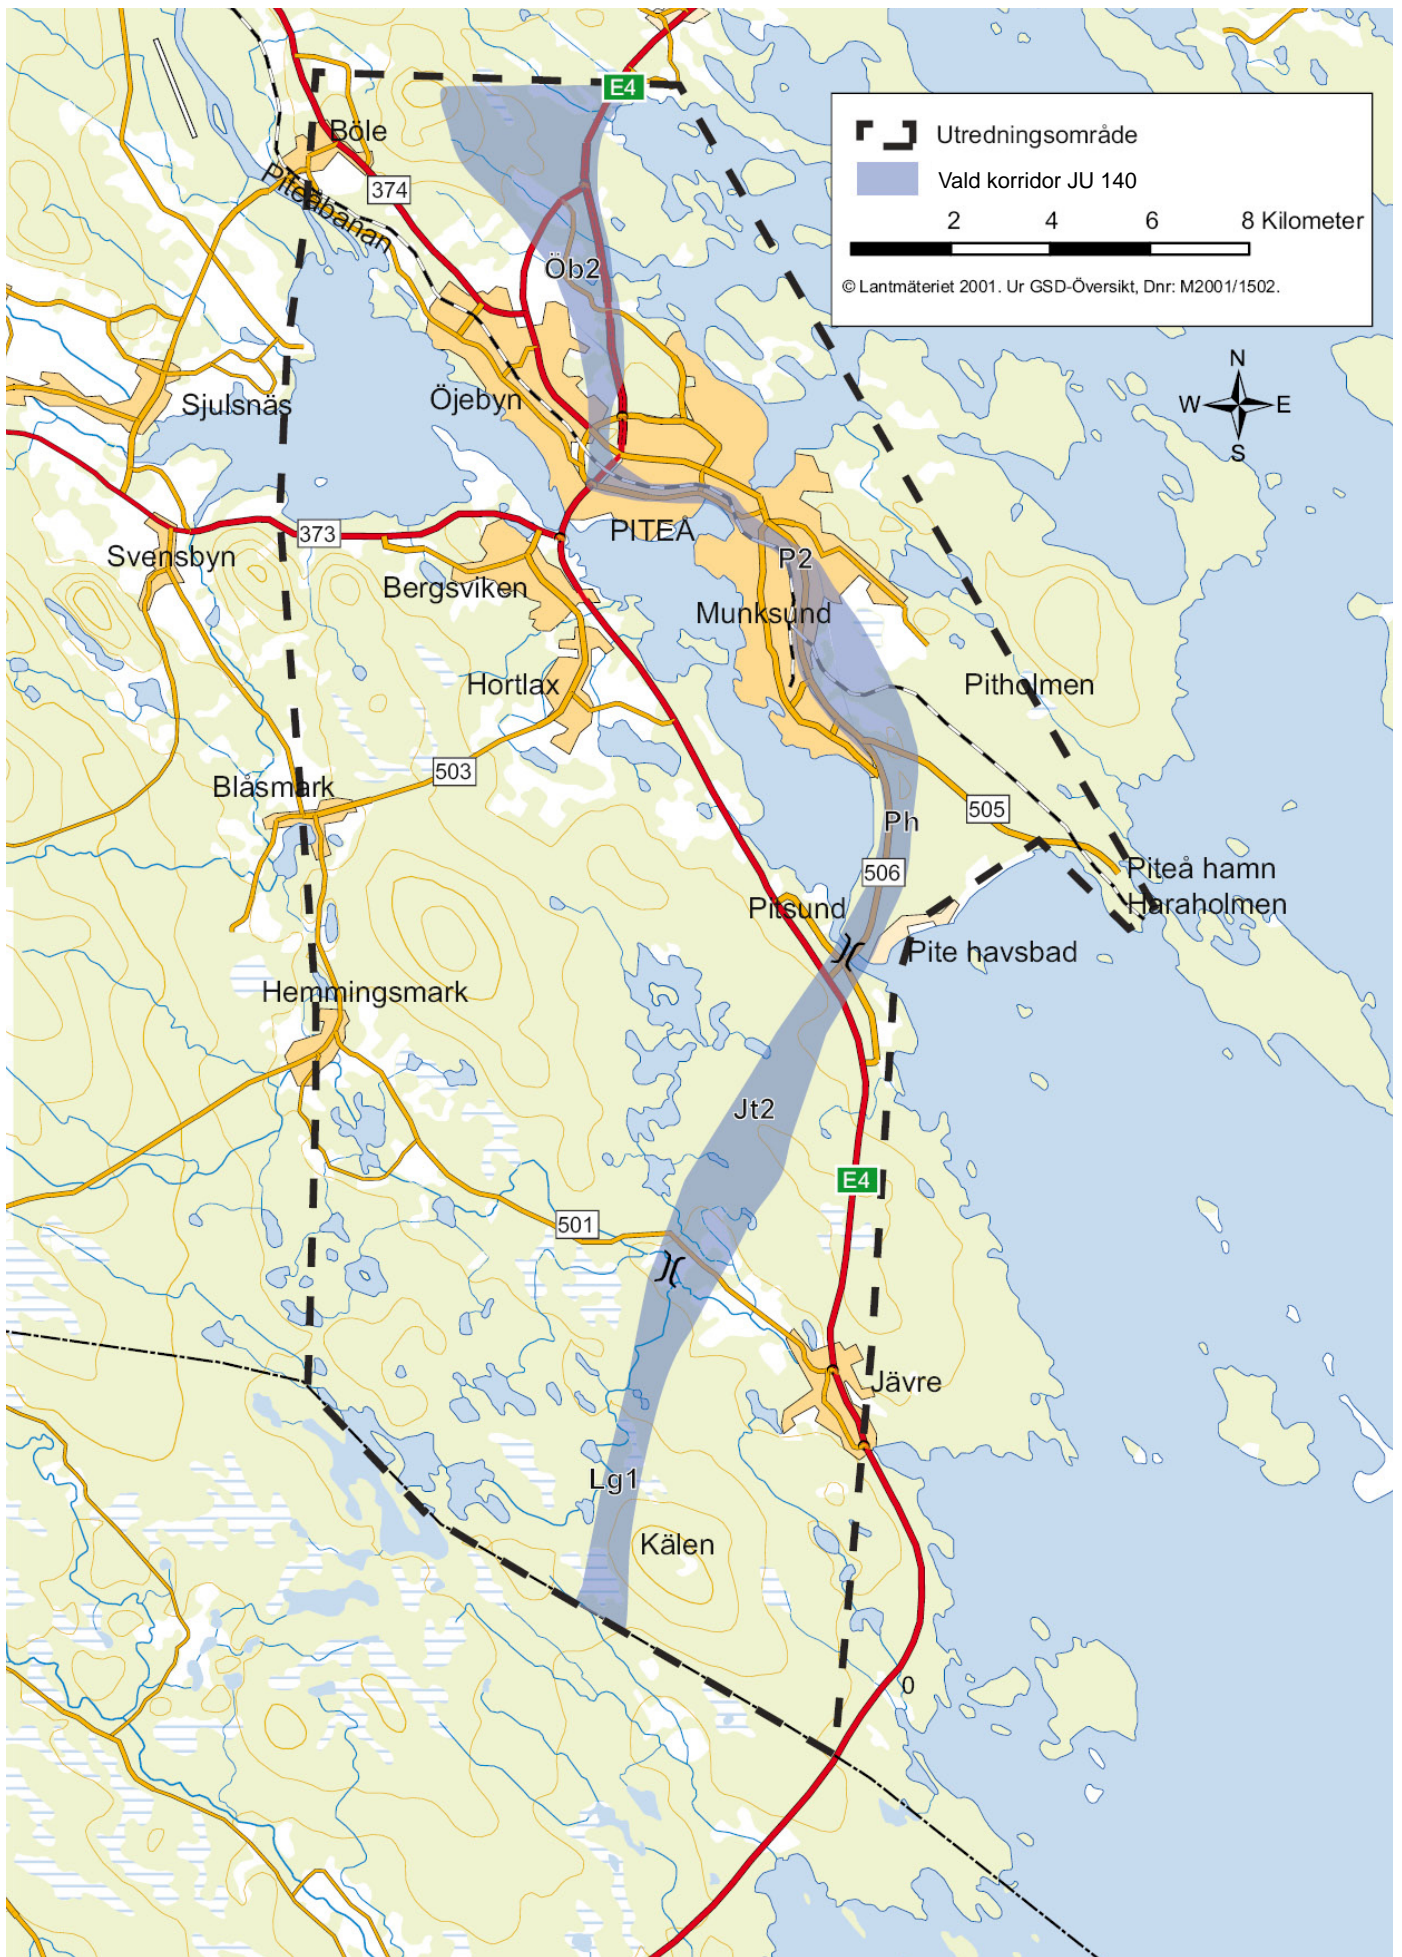 E4
Utredningsområde
Vald korridor JU 140
2 4 6 8 Kilometer
© Lantmäteriet 2001. Ur GSD-Översikt, Dnr: M2001/1502.
N
W E
S
Böle
374
Piteåbanan
Öb2
Sjulsnäs
Öjebyn
373
PITEÅ
Svensbyn
Bergsviken
P2
Munksund
Hortlax
Pitholmen
503
Blåsmark
505
Ph
506
Piteå hamn
Haraholmen
Pitsund
Pite havsbad
Hemmingsmark
Jt2
E4
501
Jävre
Lg1
Kälen
0